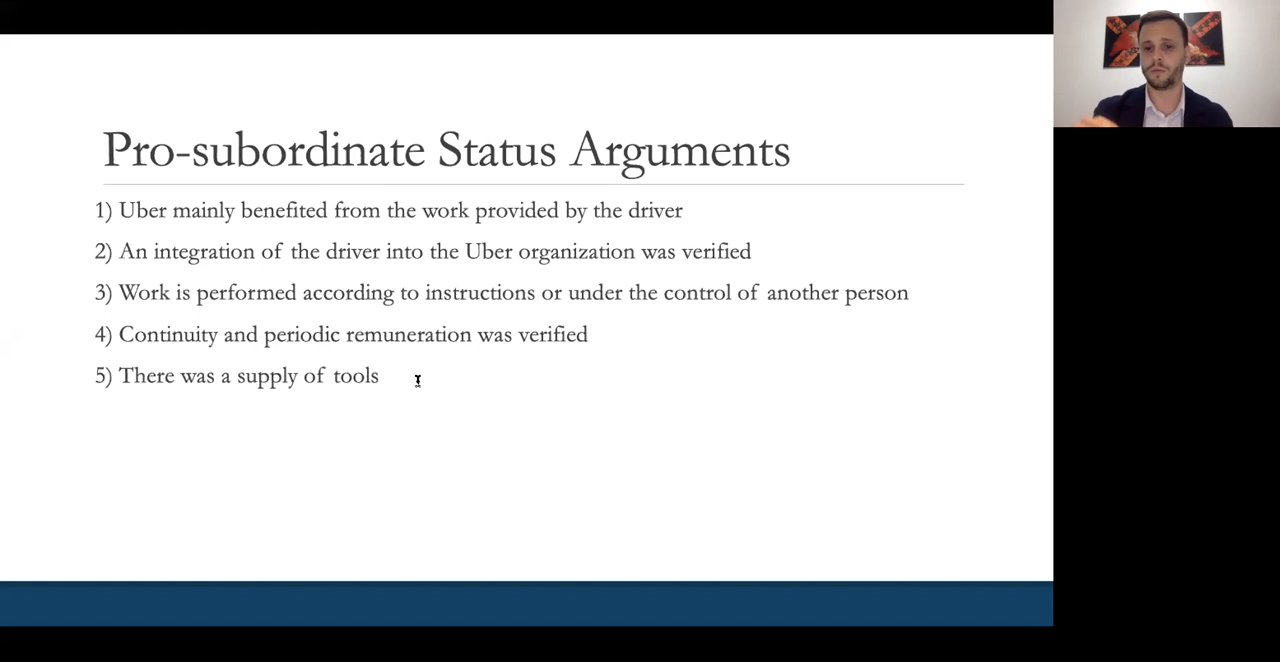 Pro-subordinate Status Arguments
1) Uber mainly benefited from the work provided by the driver
2) An integration of the driver into the Uber organization was verified
3) Work is performed according to instructions or under the control of another person
4) Continuity and periodic remuneration was verified
5) There was a supply of tools